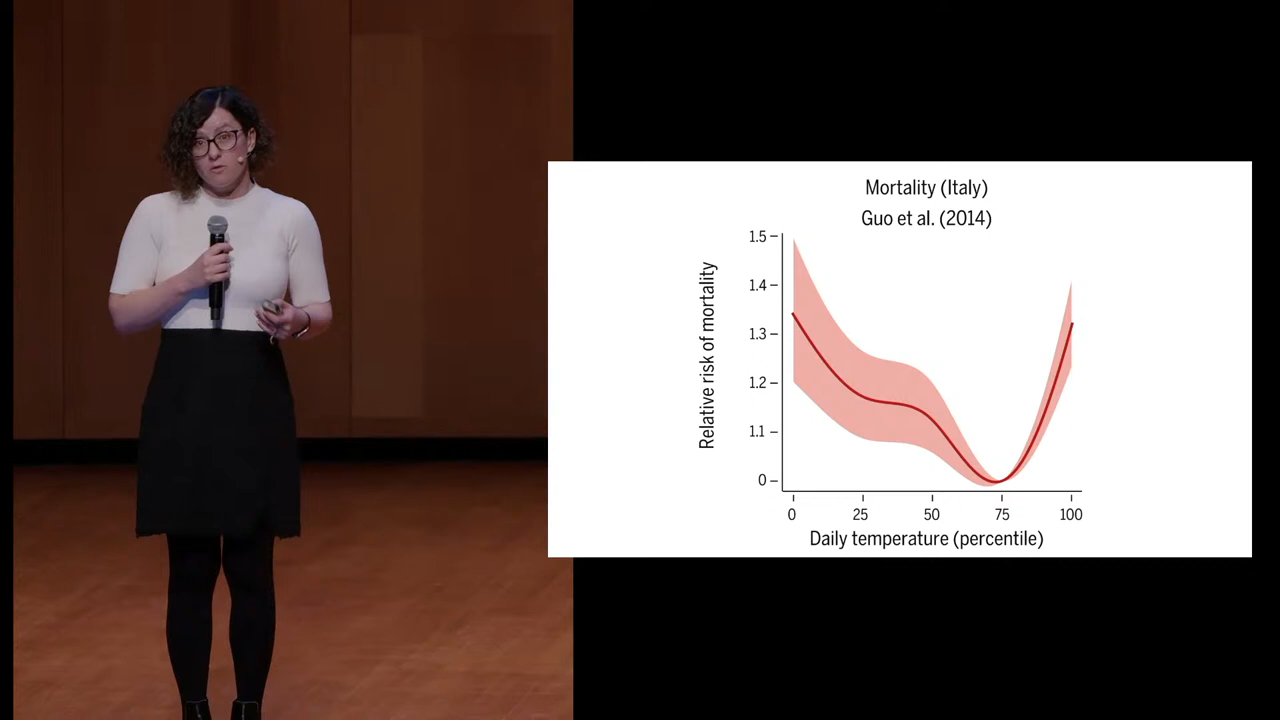 Mortality (Italy)
Guo et al. (2014)
Relative risk of mortality
1.5
1.4
1.3
1.2
1.1
0
0 25 50 75 100
Daily temperature (percentile)